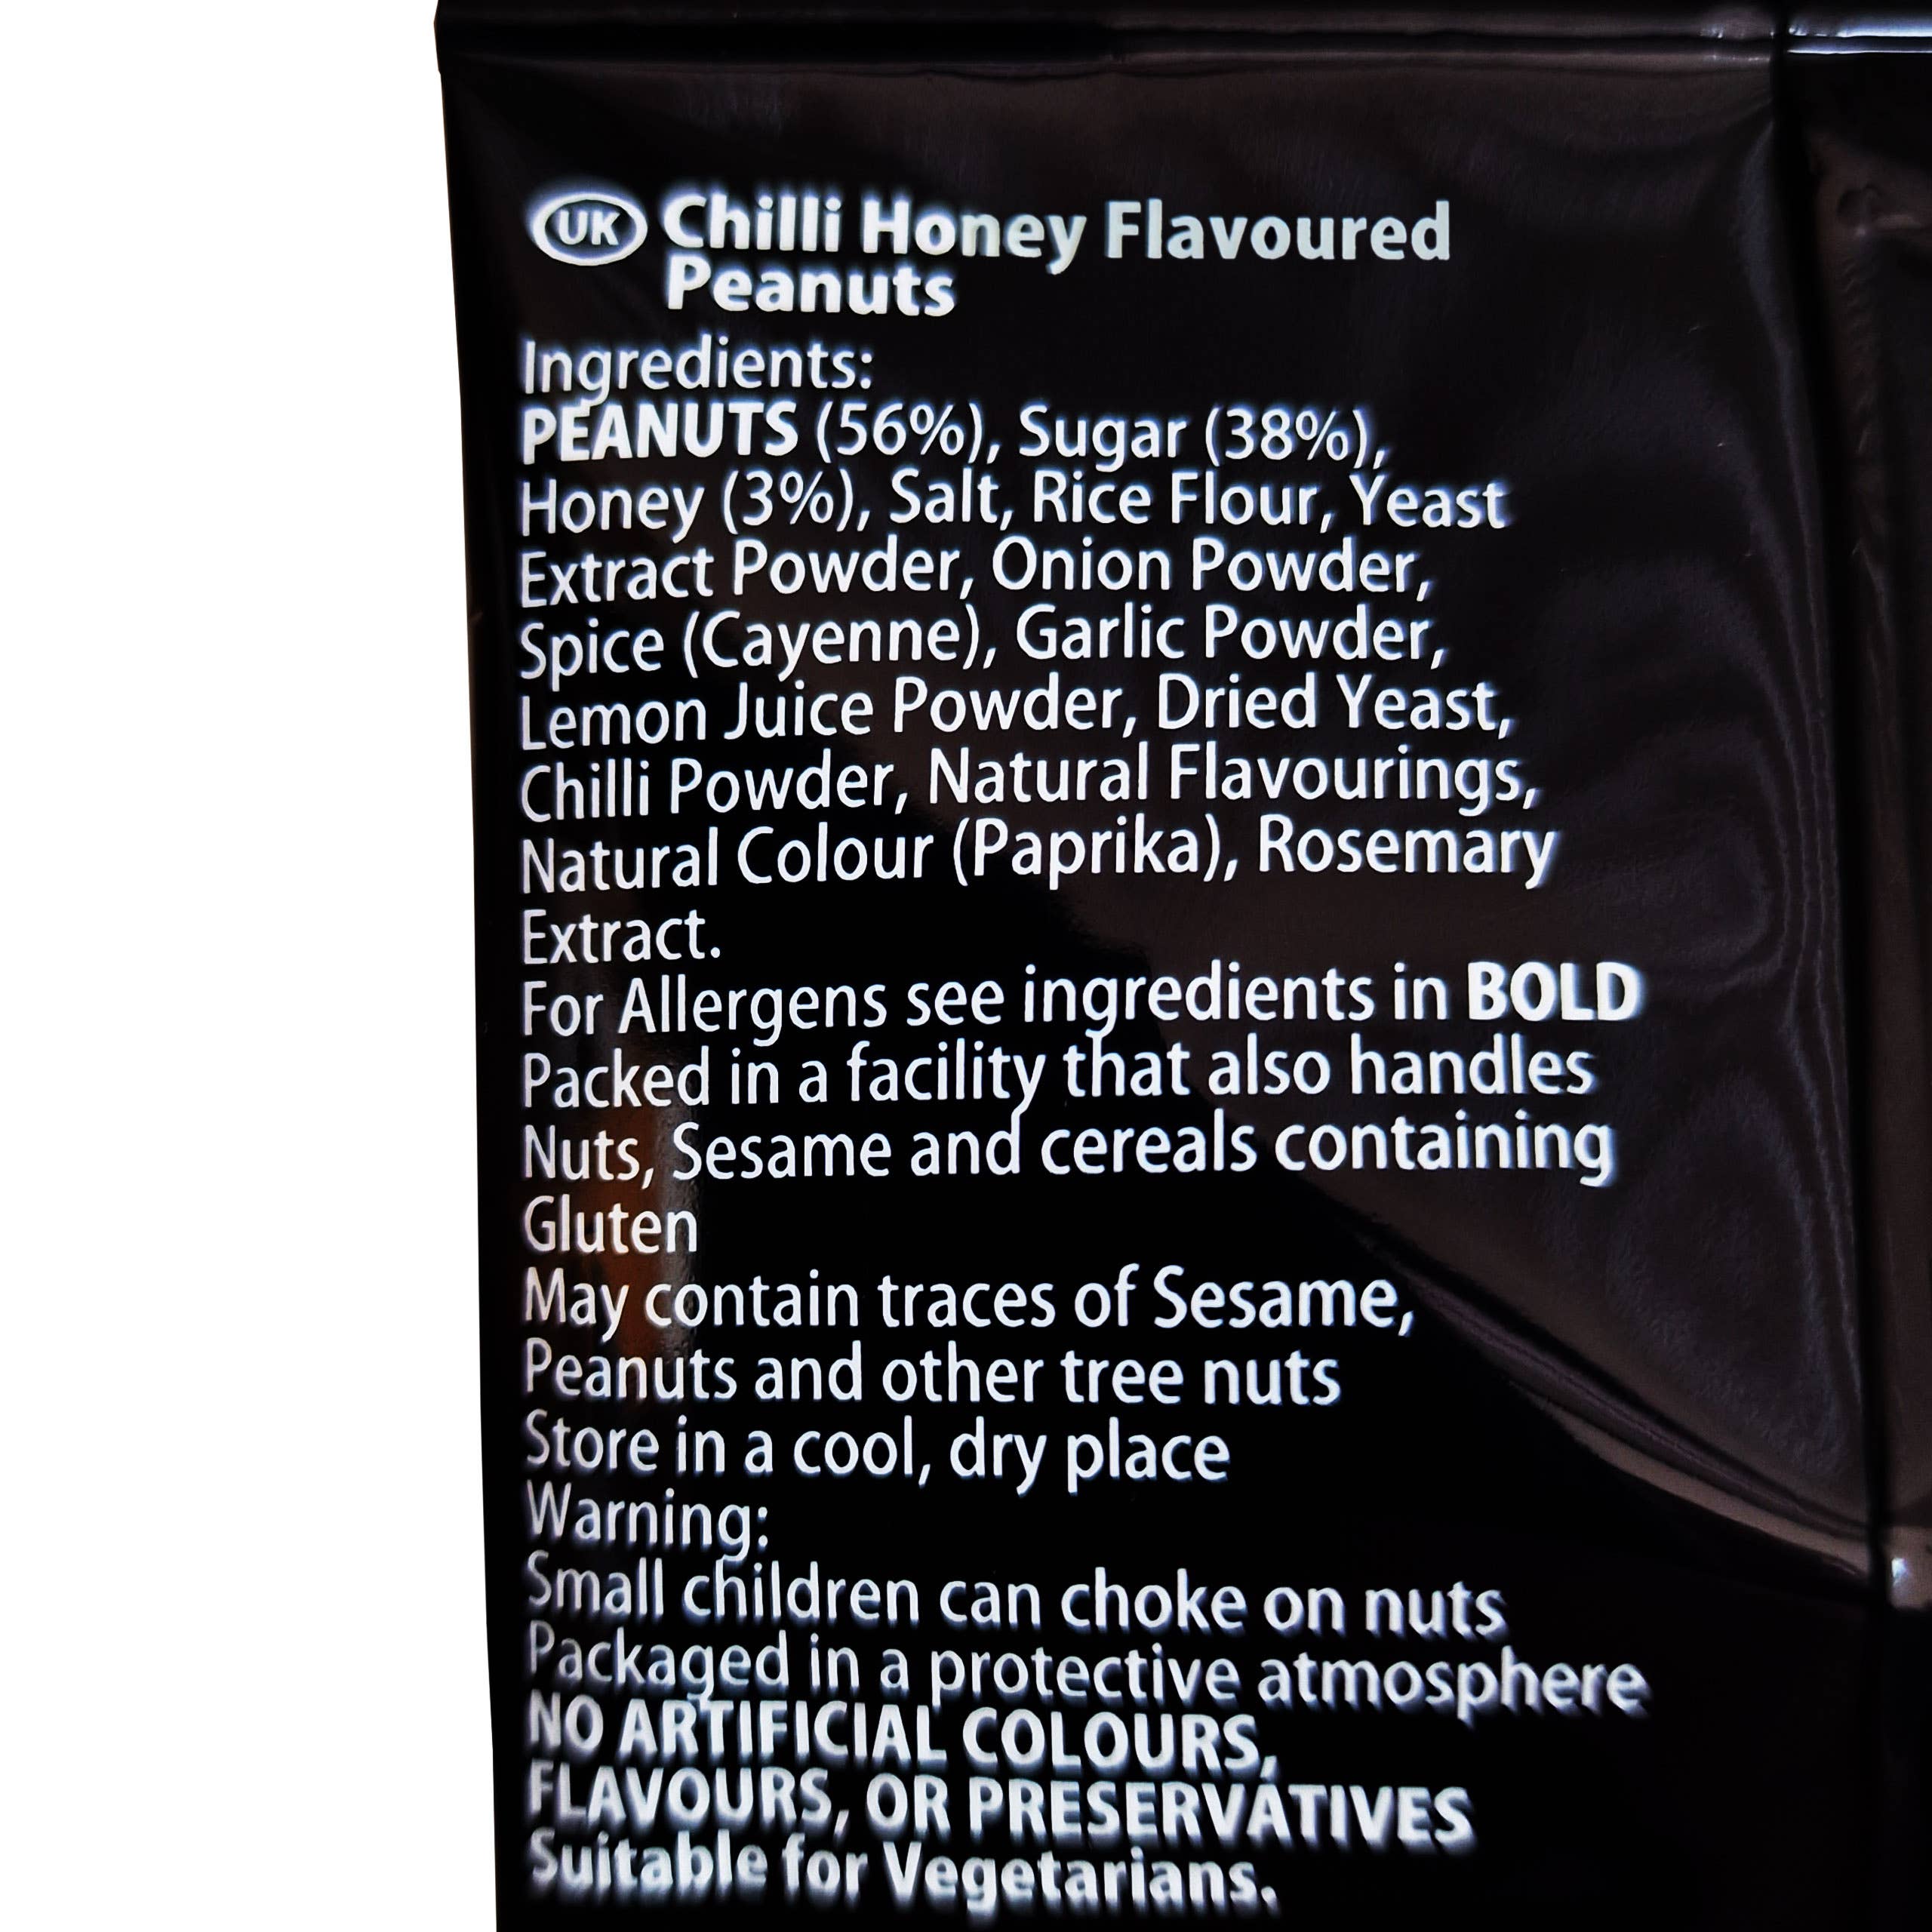 UK Chilli Honey Flavoured
Peanuts
Ingredients:
PEANUTS (56%), Sugar (38%),
Honey (3%), Salt, Rice Flour, Yeast
Extract Powder, Onion Powder,
Spice (Cayenne), Garlic Powder,
Lemon Juice Powder, Dried Yeast,
Chilli Powder, Natural Flavourings,
Natural Colour (Paprika), Rosemary
Extract.
For Allergens see ingredients in BOLD
Packed in a facility that also handles
Nuts, Sesame and cereals containing
Gluten
May contain traces of Sesame,
Peanuts and other tree nuts
Store in a cool, dry place
Warning:
Small children can choke on nuts
Packaged in a protective atmosphere
NO ARTIFICIAL COLOURS,
FLAVOURS, OR PRESERVATIVES
Suitable for Vegetarians.